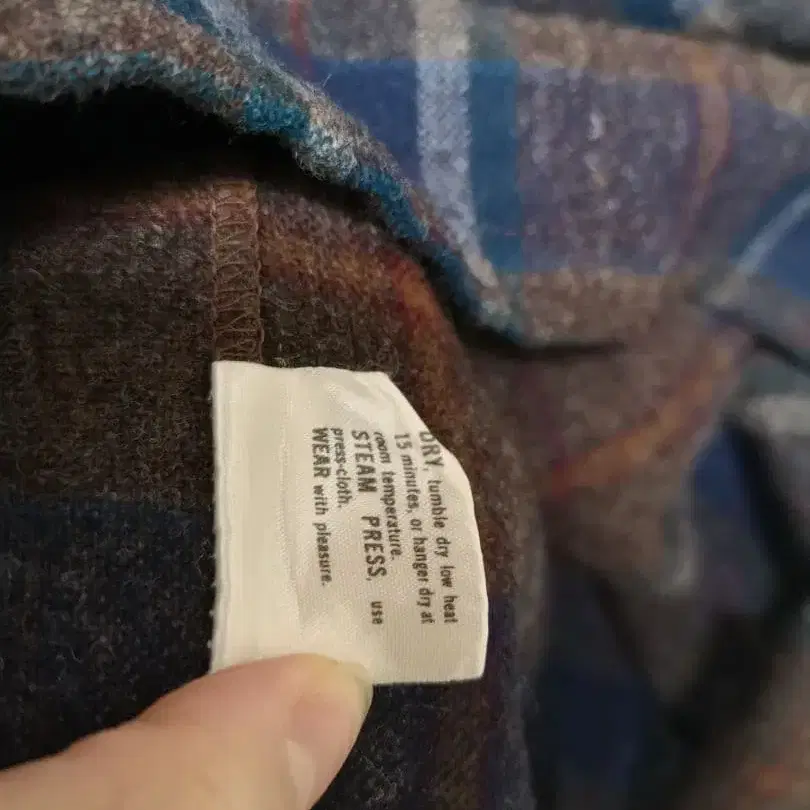 DRY, tumble dry low heat
15 minutes, or hanger dry at
room temperature.
STEAM PRESS, use
press-cloth.
WEAR with pleasure.